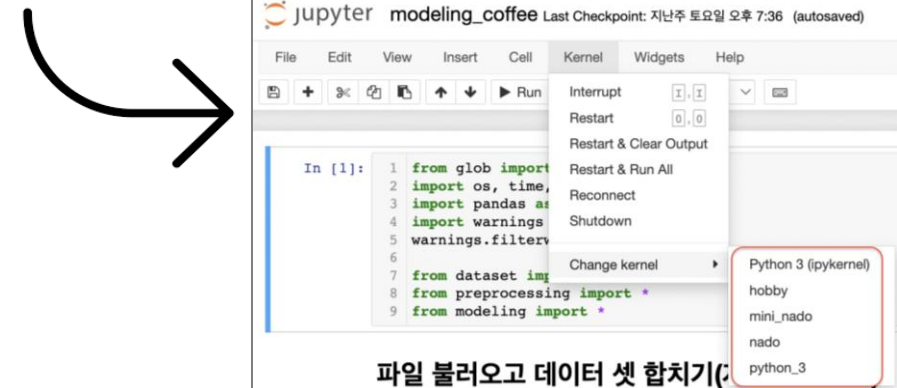 jupyter modeling_coffee Last Checkpoint: 지난주 토요일 오후 7:36 (autosaved)
File Edit View Insert Cell Kernel Widgets Help
Run
Interrupt I , I
Restart 0 , 0
Restart & Clear Output
Restart & Run All
Reconnect
Shutdown
Change kernel
Python 3 (ipykernel)
hobby
mini_nado
nado
python_3
In [1]:
1 from glob import
2 import os, time,
3 import pandas as
4 import warnings
5 warnings.filterw
6
7 from dataset imp
8 from preprocessing import *
9 from modeling import *
파일 불러오고 데이터 셋 합치기(